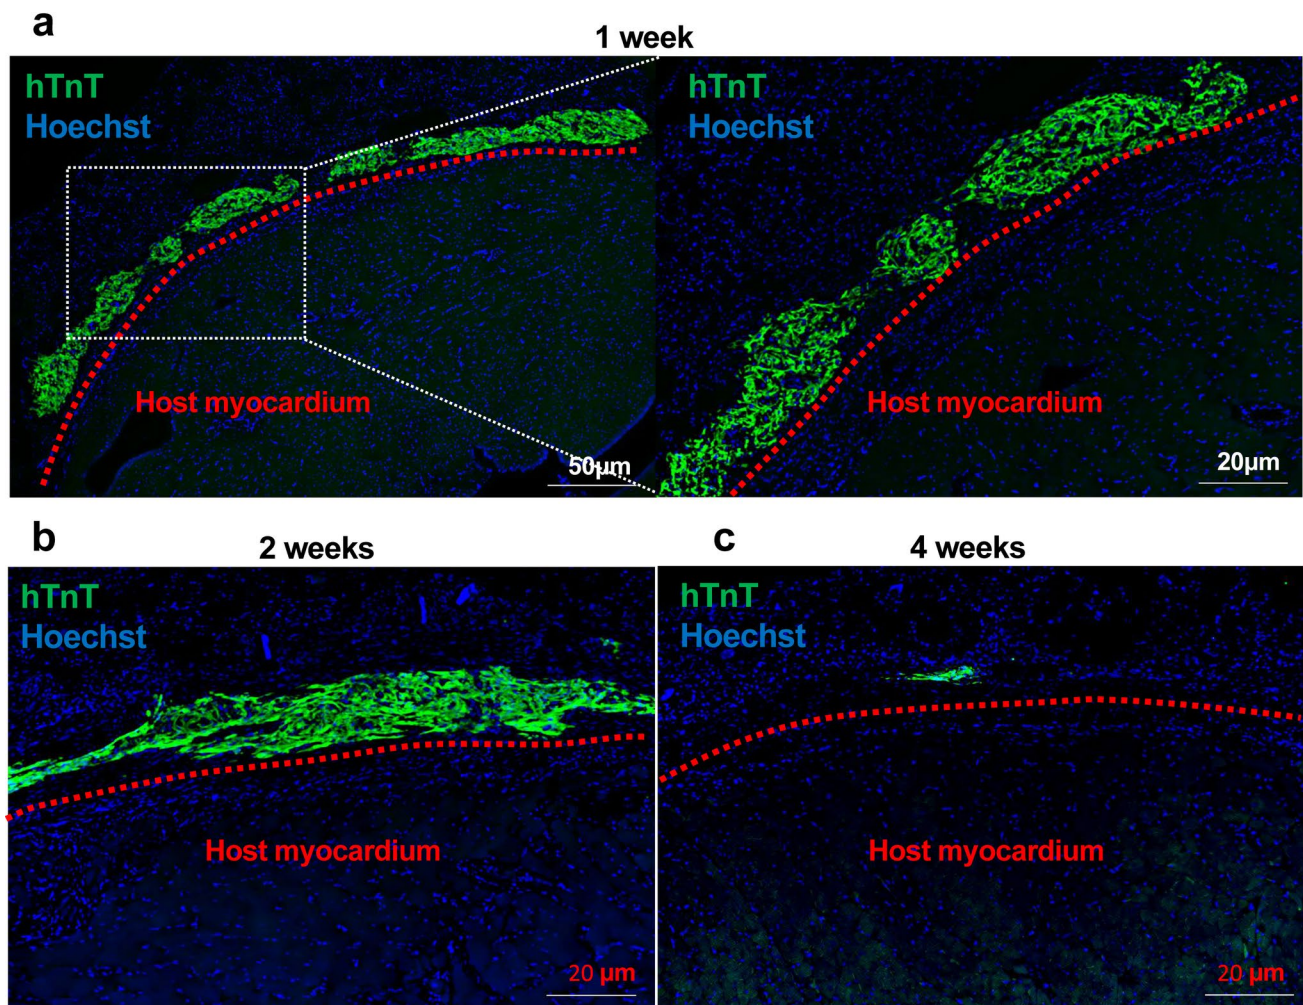 a
1 week
hTnT
Hoechst
Host myocardium
50µm
hTnT
Hoechst
Host myocardium
20µm
b
2 weeks
hTnT
Hoechst
Host myocardium
20 µm
c
4 weeks
hTnT
Hoechst
Host myocardium
20 µm